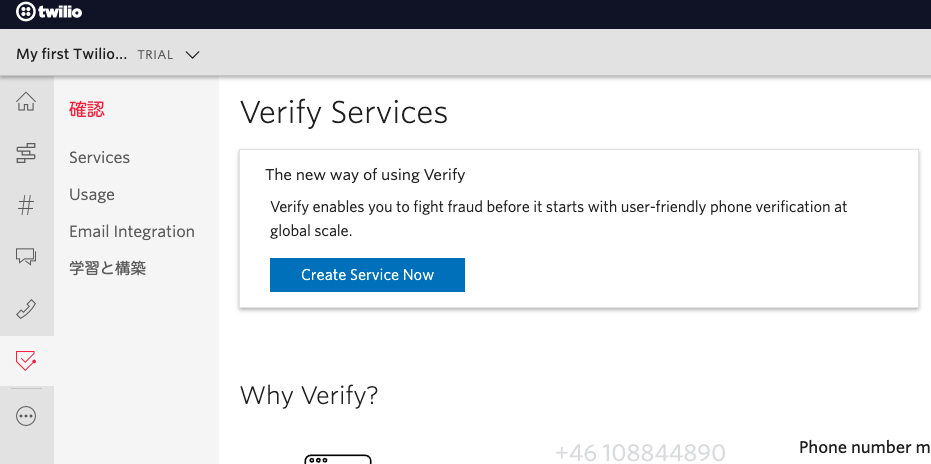 twilio
My first Twilio... TRIAL
確認
Services
Usage
Email Integration
学習と構築
Verify Services
The new way of using Verify
Verify enables you to fight fraud before it starts with user-friendly phone verification at
global scale.
Create Service Now
Why Verify?
+46 108844890
Phone number m